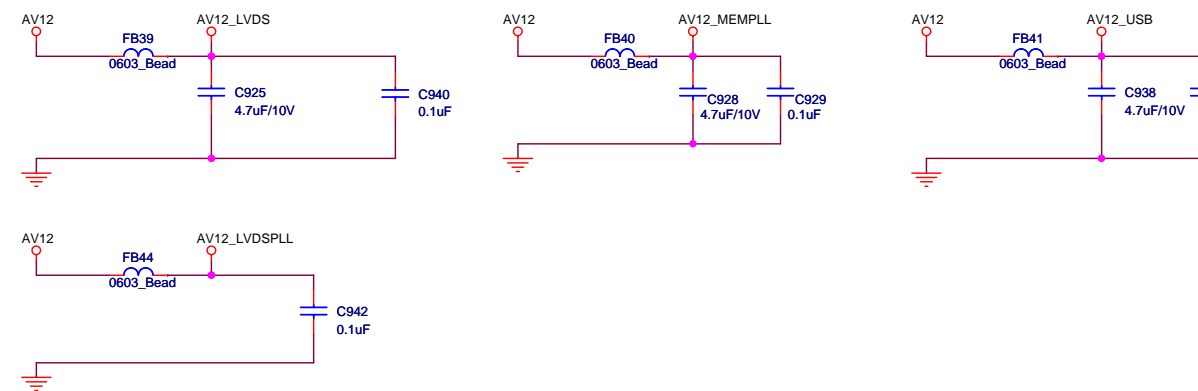 AV12 AV12_LVDS
FB39
0603_Bead
C925
4.7uF/10V
C940
0.1uF
AV12 AV12_MEMPLL
FB40
0603_Bead
C928
4.7uF/10V
C929
0.1uF
AV12 AV12_USB
FB41
0603_Bead
C938
4.7uF/10V
AV12 AV12_LVDSPLL
FB44
0603_Bead
C942
0.1uF